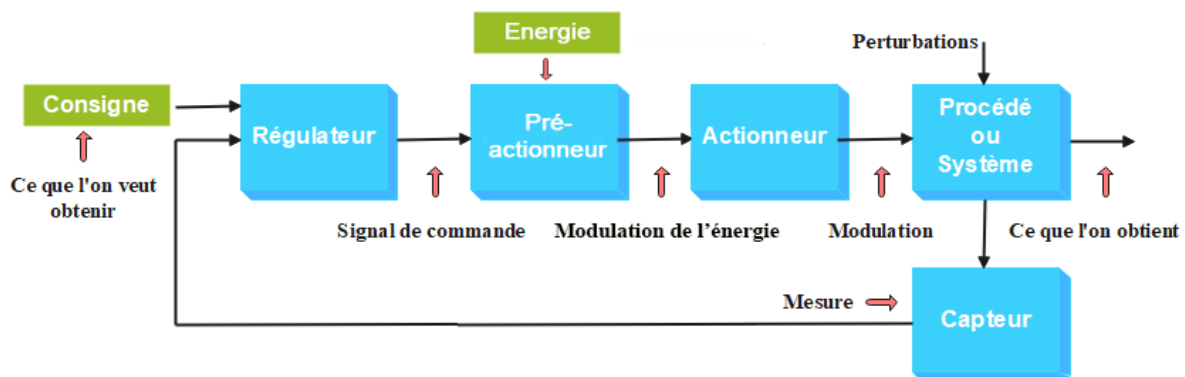 Energie
Perturbations
Consigne
Régulateur
Pré-
actionneur
Actionneur
Procédé
ou
Système
Ce que l'on veut
obtenir
Signal de commande
Modulation de l'énergie
Modulation
Ce que l'on obtient
Mesure
Capteur